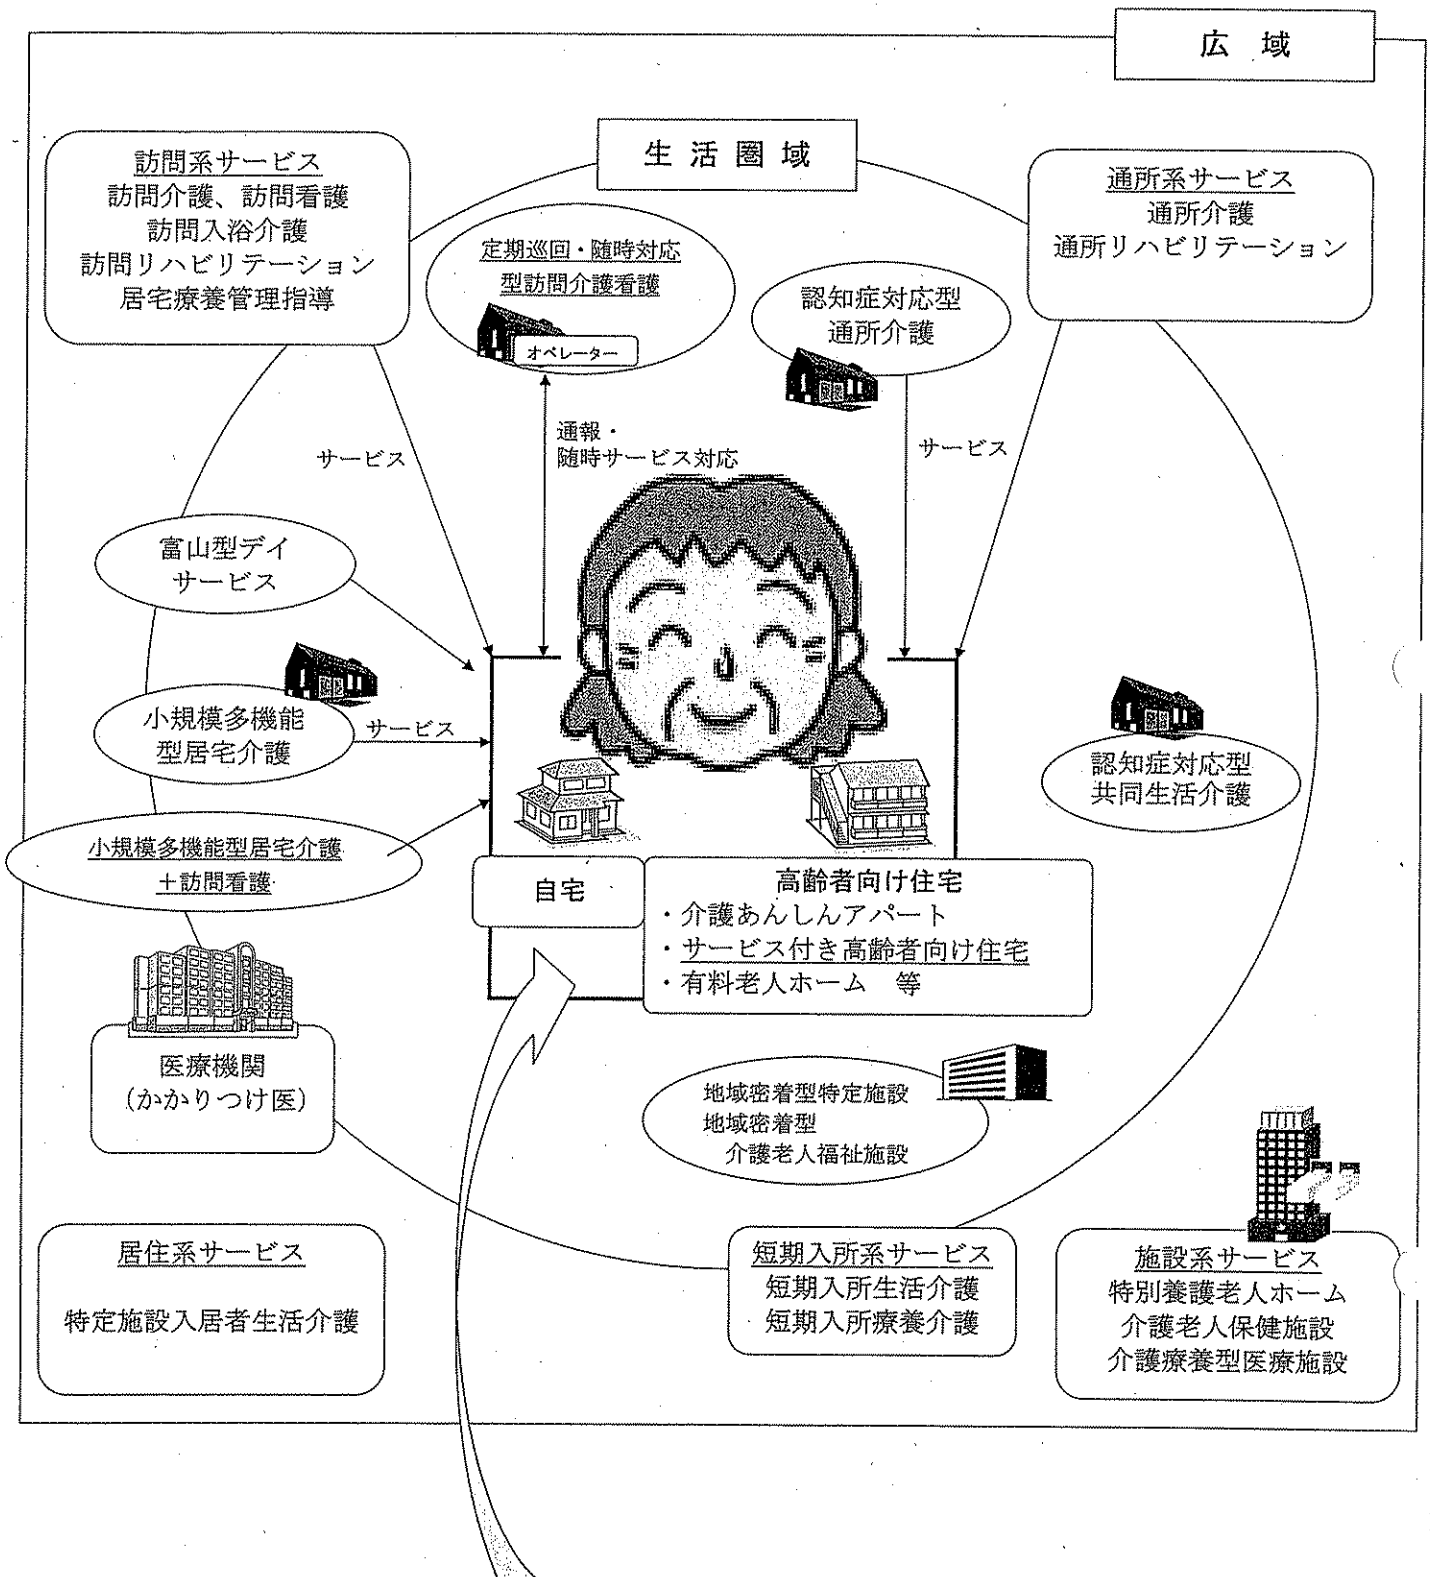 広 域
生 活 圏 域
訪問系サービス
訪問介護、訪問看護
訪問入浴介護
訪問リハビリテーション
居宅療養管理指導
定期巡回・随時対応
型訪問介護看護
オペレーター
認知症対応型
通所介護
通所系サービス
通所介護
通所リハビリテーション
サービス
通報・
随時サービス対応
サービス
富山型デイ
サービス
小規模多機能
型居宅介護
サービス
認知症対応型
共同生活介護
小規模多機能型居宅介護
＋訪問看護
自宅
高齢者向け住宅
・介護あんしんアパート
・サービス付き高齢者向け住宅
・有料老人ホーム 等
医療機関
(かかりつけ医)
地域密着型特定施設
地域密着型
介護老人福祉施設
居住系サービス
特定施設入居者生活介護
短期入所系サービス
短期入所生活介護
短期入所療養介護
施設系サービス
特別養護老人ホーム
介護老人保健施設
介護療養型医療施設